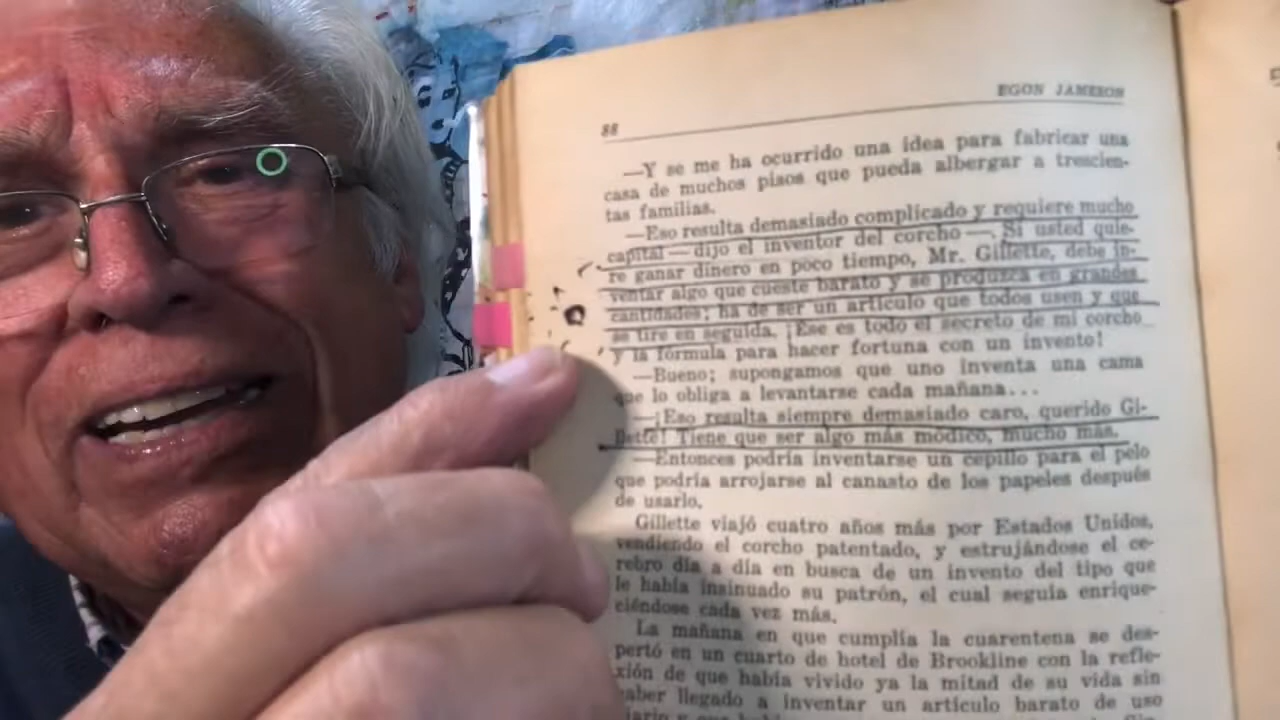 88
EGON JAMESON
—Y se me ha ocurrido una idea para fabricar una
casa de muchos pisos que pueda albergar a trescien-
tas familias.
—Eso resulta demasiado complicado y requiere mucho
capital— dijo el inventor del corcho —. Si usted quie-
re ganar dinero en poco tiempo, Mr. Gillette, debe in-
ventar algo que cueste barato y se produzca en grandes
cantidades; ha de ser un artículo que todos usen y que
se tire en seguida. ¡Ese es todo el secreto de mi corcho
y la fórmula para hacer fortuna con un invento!
—Bueno; supongamos que uno inventa una cama
que lo obliga a levantarse cada mañana...
—¡Eso resulta siempre demasiado caro, querido Gi-
llette! Tiene que ser algo más módico, mucho más.
—Entonces podría inventarse un cepillo para el pelo
que podría arrojarse al canasto de los papeles después
de usarlo.
Gillette viajó cuatro años más por Estados Unidos,
vendiendo el corcho patentado, y estrujándose el ce-
rebro día a día en busca de un invento del tipo que
le había insinuado su patrón, el cual seguía enrique-
ciéndose cada vez más.
La mañana en que cumplía la cuarentena se des-
pertó en un cuarto de hotel de Brookline con la refle-
xión de que había vivido ya la mitad de su vida sin
haber llegado a inventar un artículo barato de uso